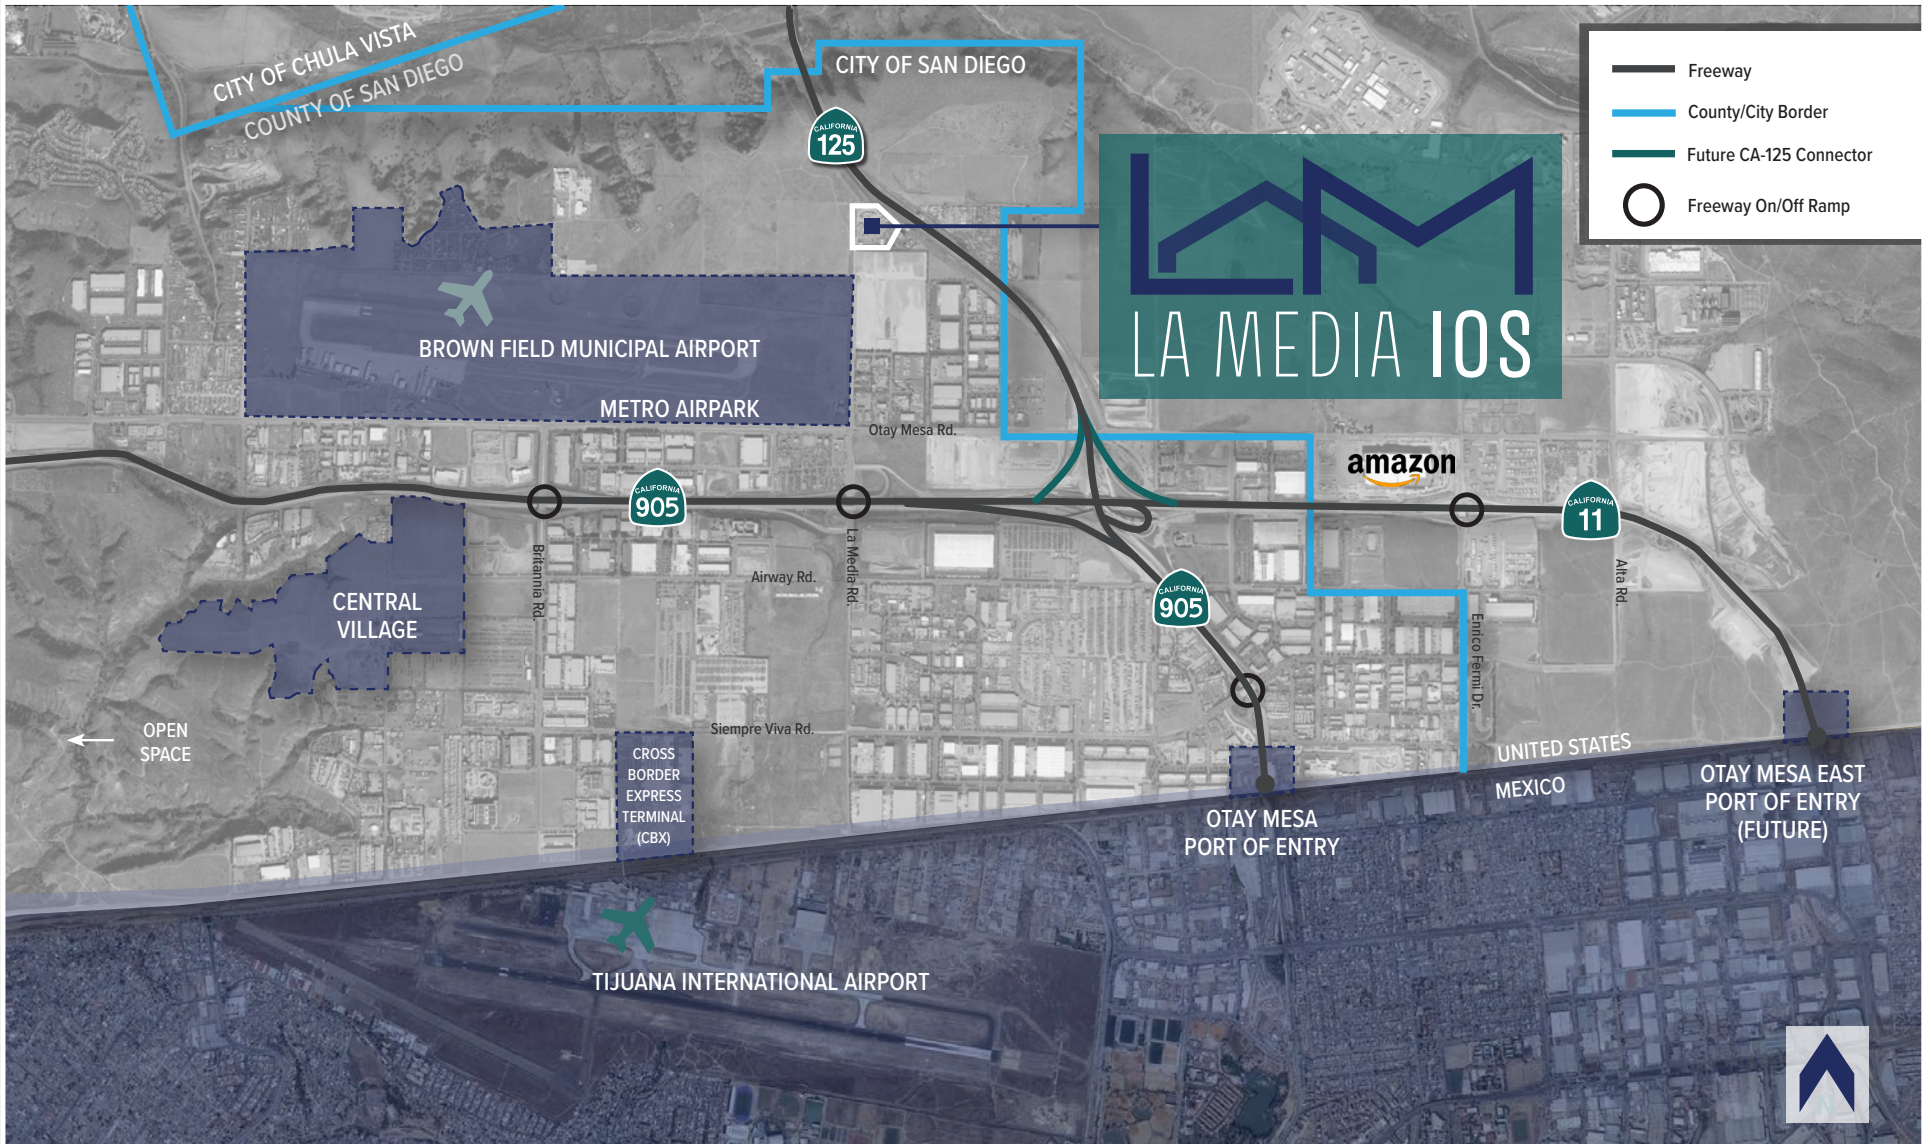 CITY OF CHULA VISTA
COUNTY OF SAN DIEGO
CITY OF SAN DIEGO
CALIFORNIA
125
Freeway
County/City Border
Future CA-125 Connector
Freeway On/Off Ramp
LA MEDIA IOS
BROWN FIELD MUNICIPAL AIRPORT
METRO AIRPARK
Otay Mesa Rd.
amazon
CALIFORNIA
905
CALIFORNIA
11
Britannia Rd.
La Media Rd.
Airway Rd.
CALIFORNIA
905
Alta Rd.
Enrico Fermi Dr.
CENTRAL
VILLAGE
OPEN
SPACE
Siempre Viva Rd.
CROSS
BORDER
EXPRESS
TERMINAL
(CBX)
UNITED STATES
MEXICO
OTAY MESA
PORT OF ENTRY
OTAY MESA EAST
PORT OF ENTRY
(FUTURE)
TIJUANA INTERNATIONAL AIRPORT